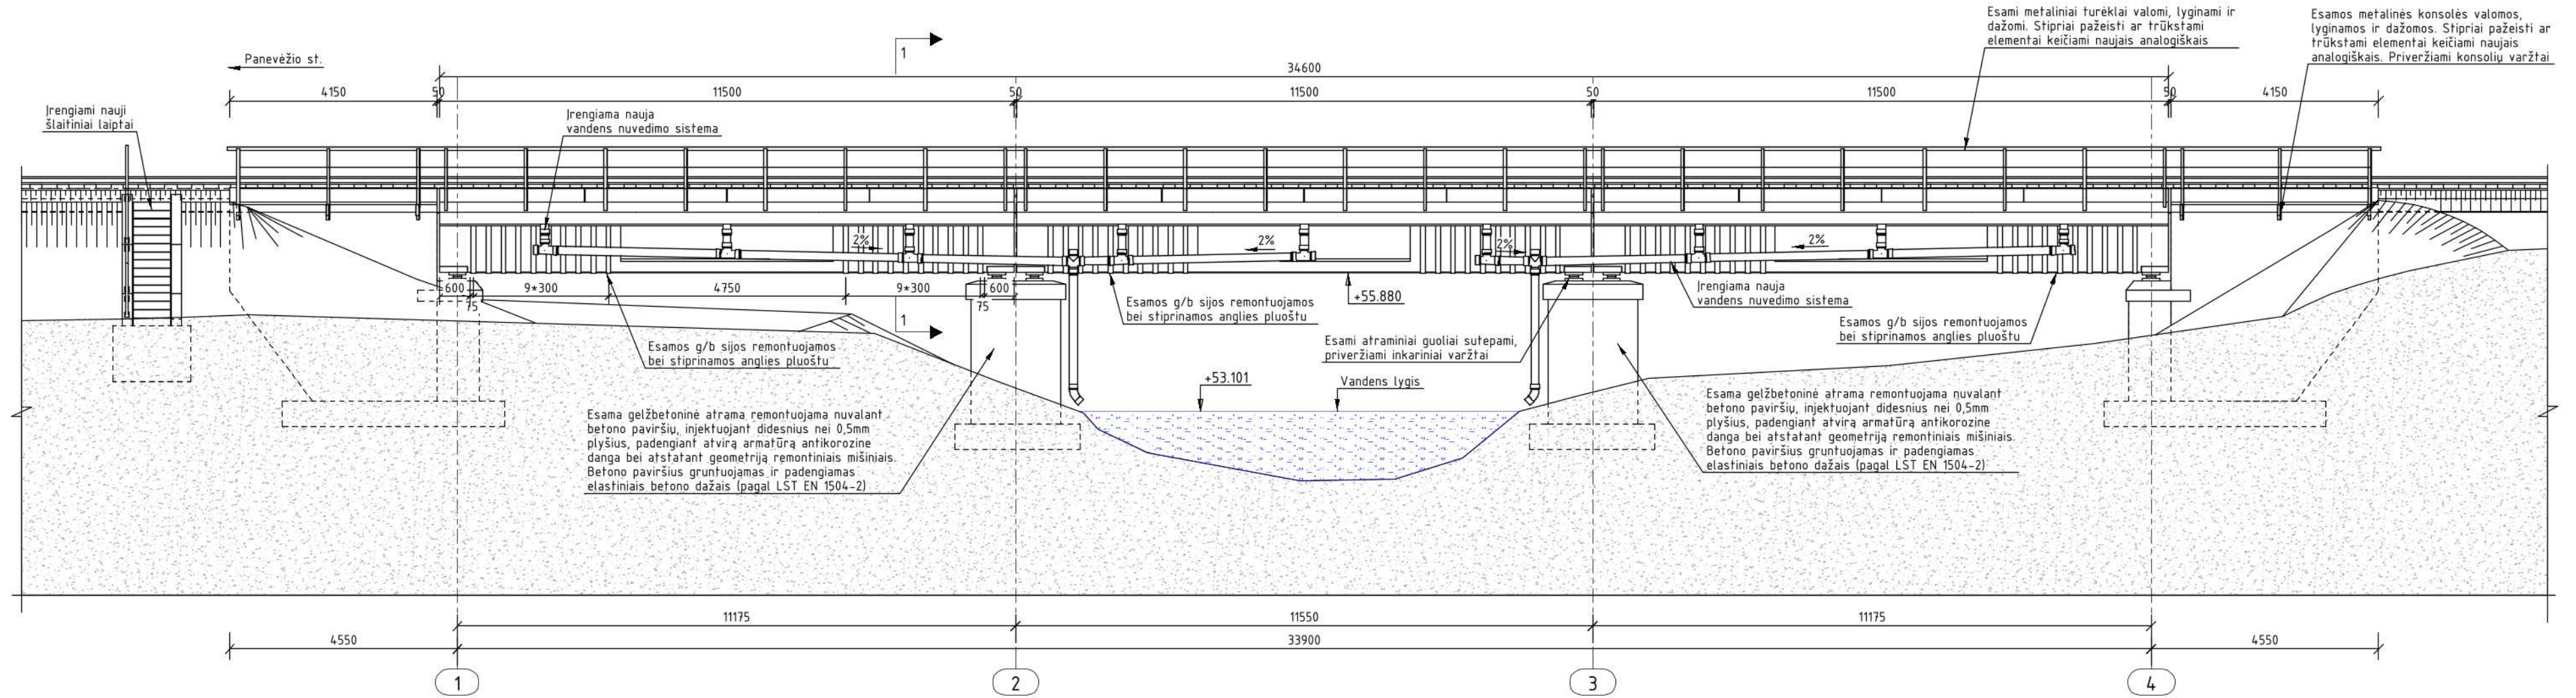 Esami metaliniai turėklai valomi, lyginami ir
dažomi. Stipriai pažeisti ar trūkstami
elementai keičiami naujais analogiškais
Esamos metalinės konsolės valomos,
lyginamos ir dažomos. Stipriai pažeisti ar
trūkstami elementai keičiami naujais
analogiškais. Priveržiami konsolių varžtai
1
Panevėžio st.
34600
4150
50
11500
50
11500
50
11500
50
4150
Įrengiami nauji
šlaitiniai laiptai
Įrengiama nauja
vandens nuvedimo sistema
2%
2%
2%
2%
600
75
9*300
4750
9*300
75
600
1
Esamos g/b sijos remontuojamos
bei stiprinamos anglies pluoštu
+55.880
Įrengiama nauja
vandens nuvedimo sistema
Esamos g/b sijos remontuojamos
bei stiprinamos anglies pluoštu
Esamos g/b sijos remontuojamos
bei stiprinamos anglies pluoštu
Esami atraminiai guoliai sutepami,
priveržiami inkariniai varžtai
+53.101
Vandens lygis
Esama gelžbetoninė atrama remontuojama nuvalant
betono paviršių, injektuojant didesnius nei 0,5mm
plyšius, padengiant atvirą armatūrą antikorozine
danga bei atstatant geometriją remontiniais mišiniais.
Betono paviršius gruntuojamas ir padengiamas
elastiniais betono dažais (pagal LST EN 1504-2)
Esama gelžbetoninė atrama remontuojama nuvalant
betono paviršių, injektuojant didesnius nei 0,5mm
plyšius, padengiant atvirą armatūrą antikorozine
danga bei atstatant geometriją remontiniais mišiniais.
Betono paviršius gruntuojamas ir padengiamas
elastiniais betono dažais (pagal LST EN 1504-2)
11175
11550
11175
4550
33900
4550
1
2
3
4